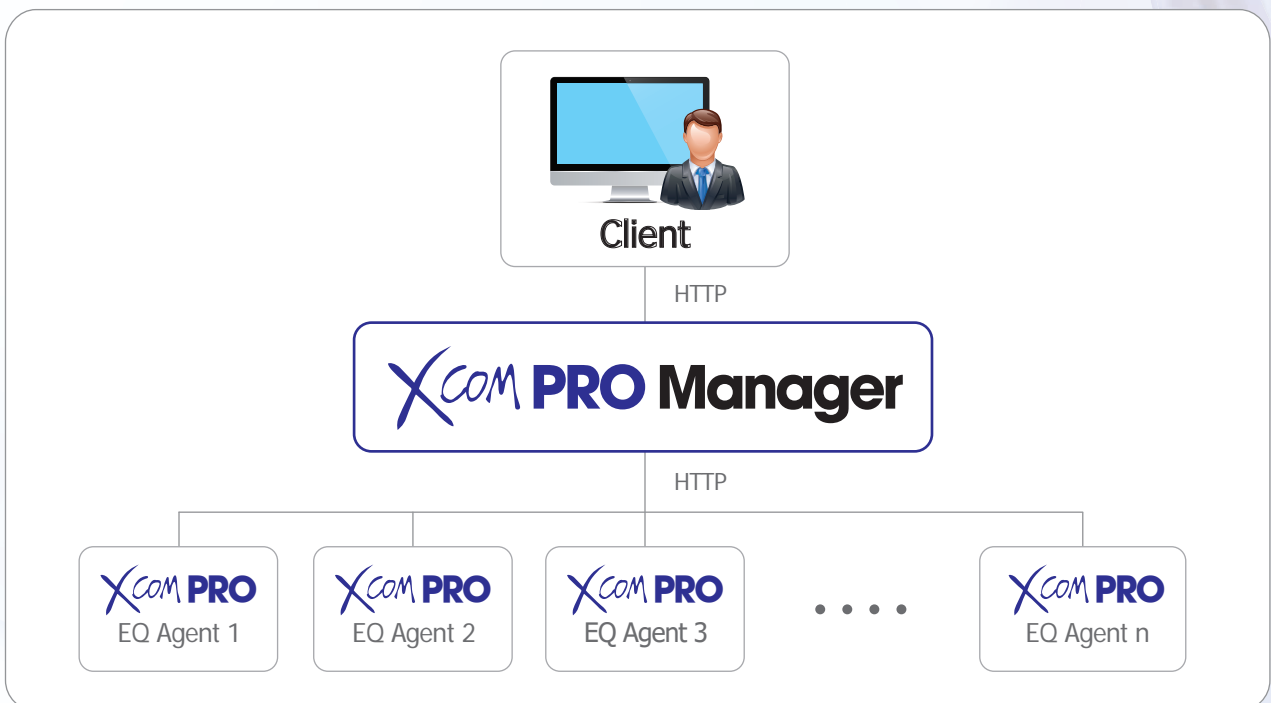 Client
HTTP
Xcom PRO Manager
HTTP
Xcom PRO
EQ Agent 1
Xcom PRO
EQ Agent 2
Xcom PRO
EQ Agent 3
Xcom PRO
EQ Agent n